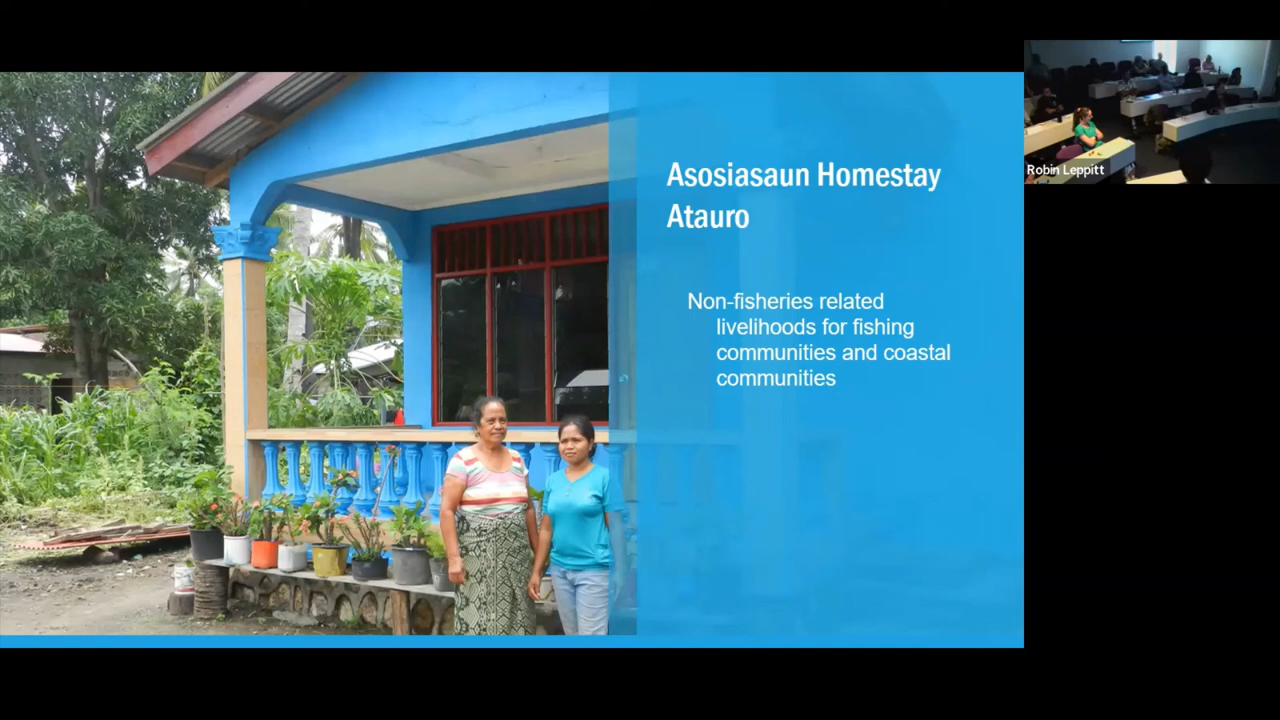 Asosiasaun Homestay
Atauro
Non-fisheries related
livelihoods for fishing
communities and coastal
communities
Robin Leppitt